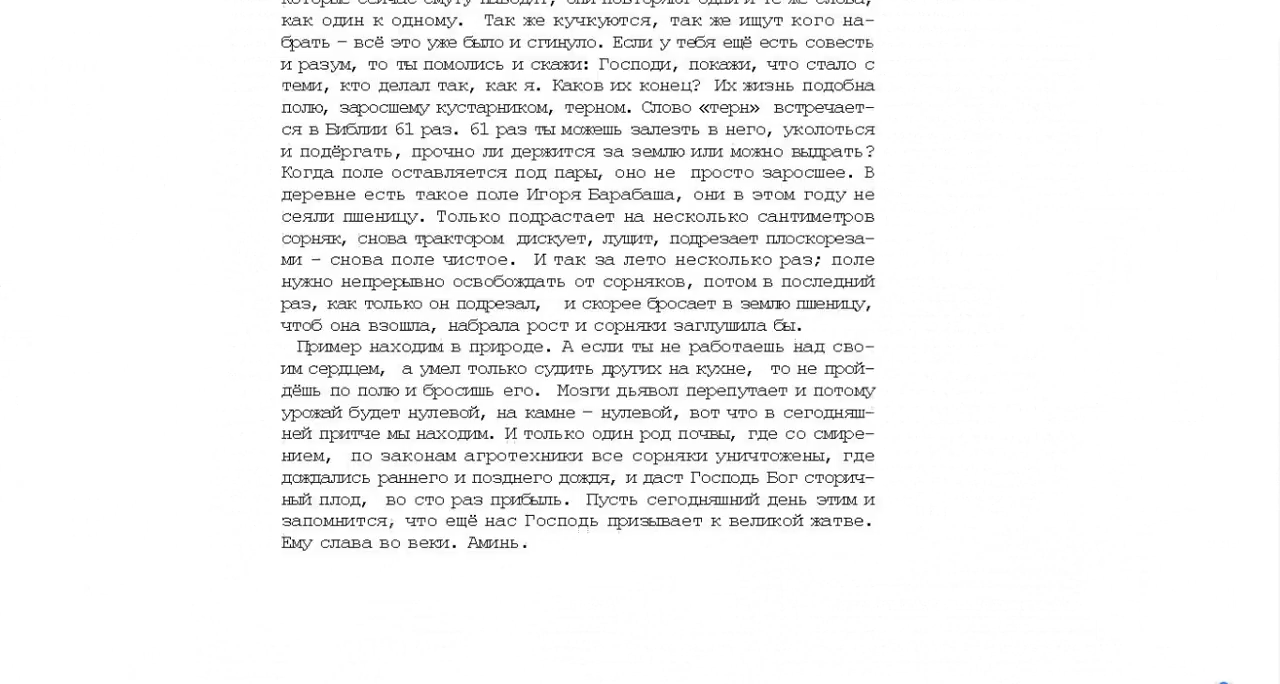 которые сейчас смуту наводят, они повторяют одни и те же слова,
как один к одному. Так же кучкуются, так же ищут кого на-
брать – всё это уже было и сгинуло. Если у тебя ещё есть совесть
и разум, то ты помолись и скажи: Господи, покажи, что стало с
теми, кто делал так, как я. Каков их конец? Их жизнь подобна
полю, заросшему кустарником, терном. Слово «терн» встречает-
ся в Библии 61 раз. 61 раз ты можешь залезть в него, уколоться
и подёргать, прочно ли держится за землю или можно выдрать?
Когда поле оставляется под пары, оно не просто заросшее. В
деревне есть такое поле Игоря Барабаша, они в этом году не
сеяли пшеницу. Только подрастает на несколько сантиметров
сорняк, снова трактором дискует, лущит, подрезает плоскореза-
ми – снова поле чистое. И так за лето несколько раз; поле
нужно непрерывно освобождать от сорняков, потом в последний
раз, как только он подрезал, и скорее бросает в землю пшеницу,
чтоб она взошла, набрала рост и сорняки заглушила бы.
Пример находим в природе. А если ты не работаешь над сво-
им сердцем, а умел только судить других на кухне, то не прой-
дёшь по полю и бросишь его. Мозги дьявол перепутает и потому
урожай будет нулевой, на камне – нулевой, вот что в сегодняш-
ней притче мы находим. И только один род почвы, где со смире-
нием, по законам агротехники все сорняки уничтожены, где
дождались раннего и позднего дождя, и даст Господь Бог сторич-
ный плод, во сто раз прибыль. Пусть сегодняшний день этим и
запомнится, что ещё нас Господь призывает к великой жатве.
Ему слава во веки. Аминь.